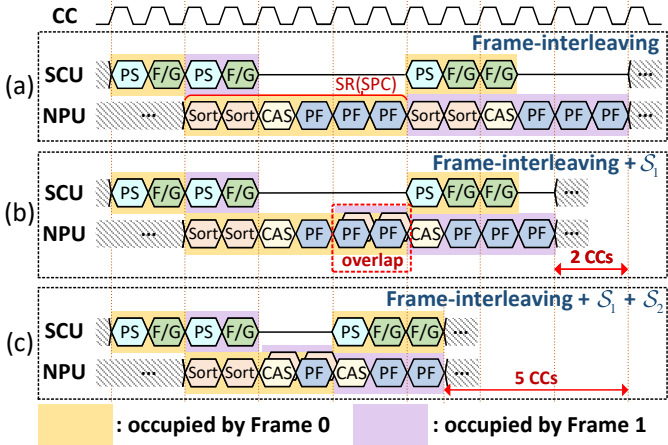 CC
Frame-interleaving
(a)
SCU PS F/G PS F/G PS F/G F/G ...
SR(SPC)
NPU ... Sort Sort CAS PF PF PF Sort Sort CAS PF PF PF ...
Frame-interleaving + S1
(b)
SCU PS F/G PS F/G PS F/G F/G ...
NPU ... Sort Sort CAS PF PF PF CAS PF PF PF ...
overlap
2 CCs
Frame-interleaving + S1 + S2
(c)
SCU PS F/G PS F/G PS F/G F/G ...
NPU ... Sort Sort CAS PF CAS PF PF ...
5 CCs
: occupied by Frame 0 : occupied by Frame 1